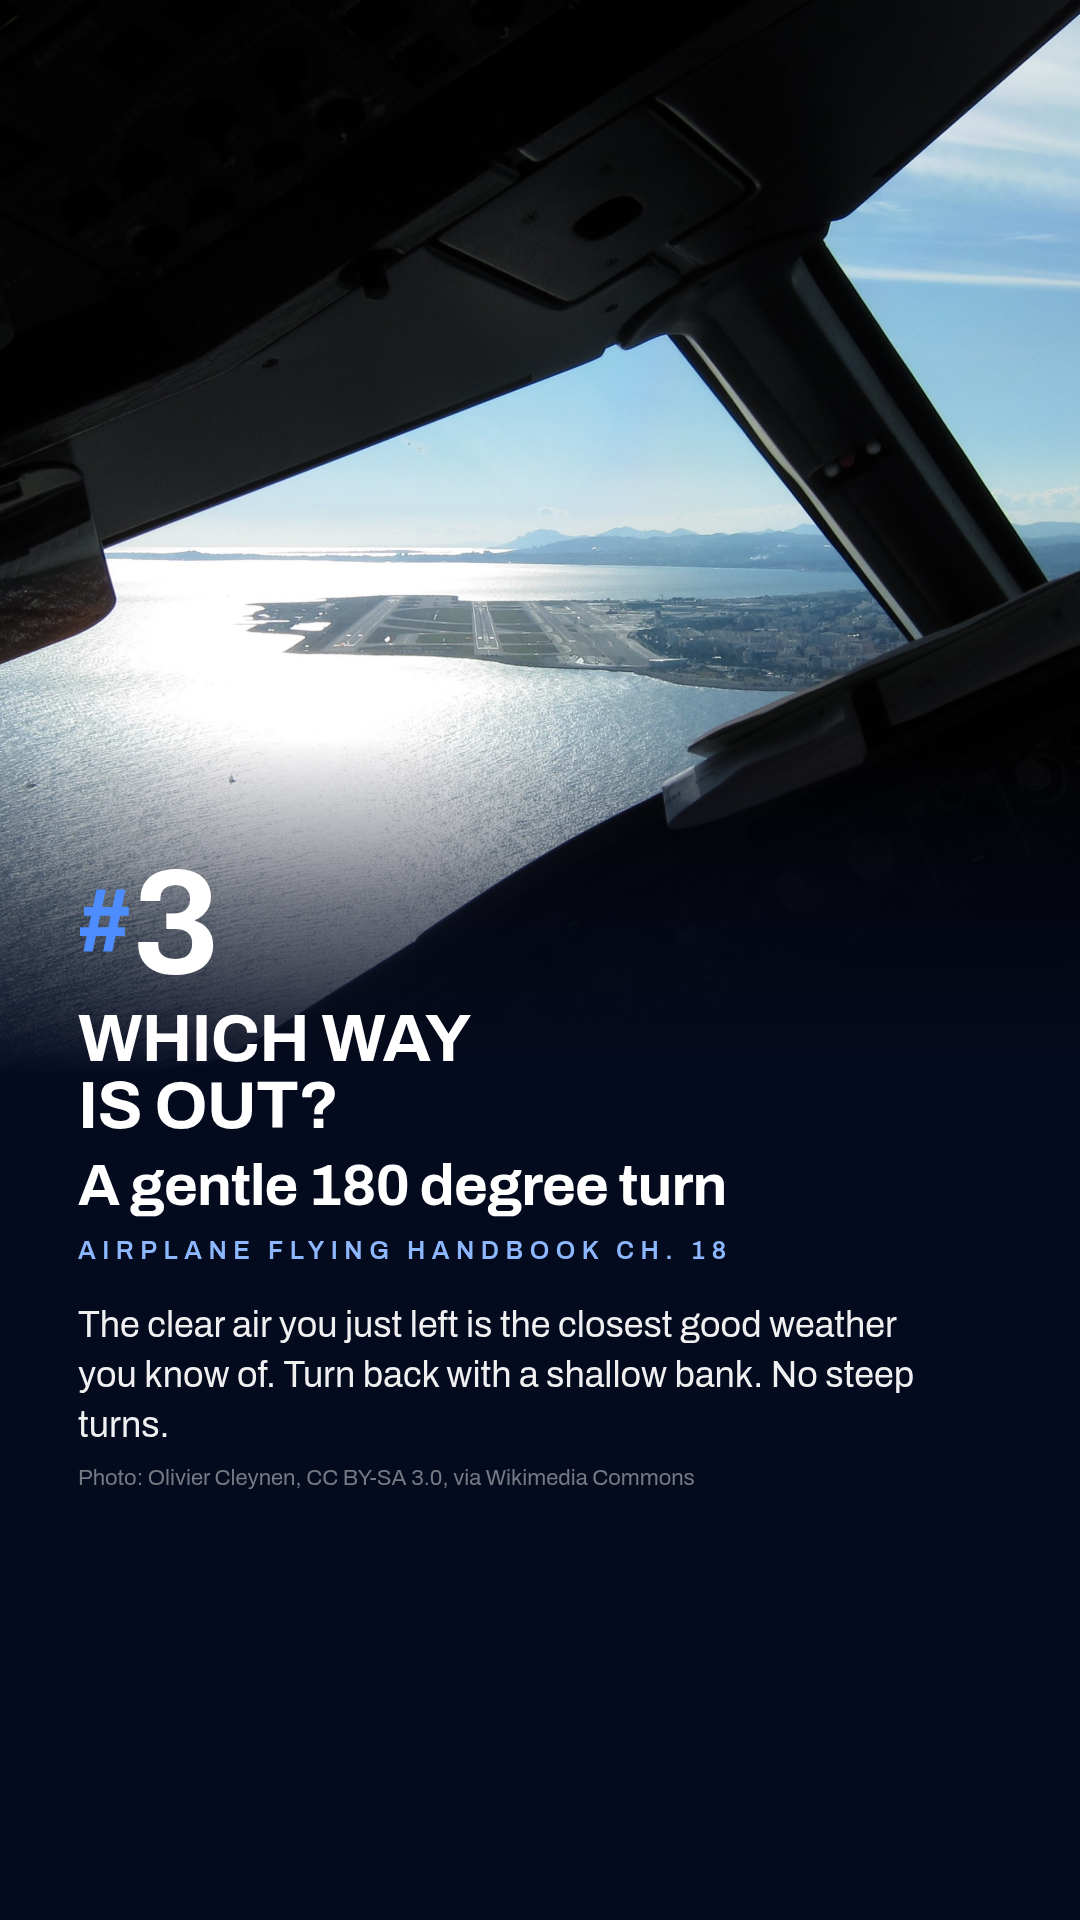 #3
WHICH WAY
IS OUT?
A gentle 180 degree turn
AIRPLANE FLYING HANDBOOK CH. 18
The clear air you just left is the closest good weather
you know of. Turn back with a shallow bank. No steep
turns.
Photo: Olivier Cleynen, CC BY-SA 3.0, via Wikimedia Commons